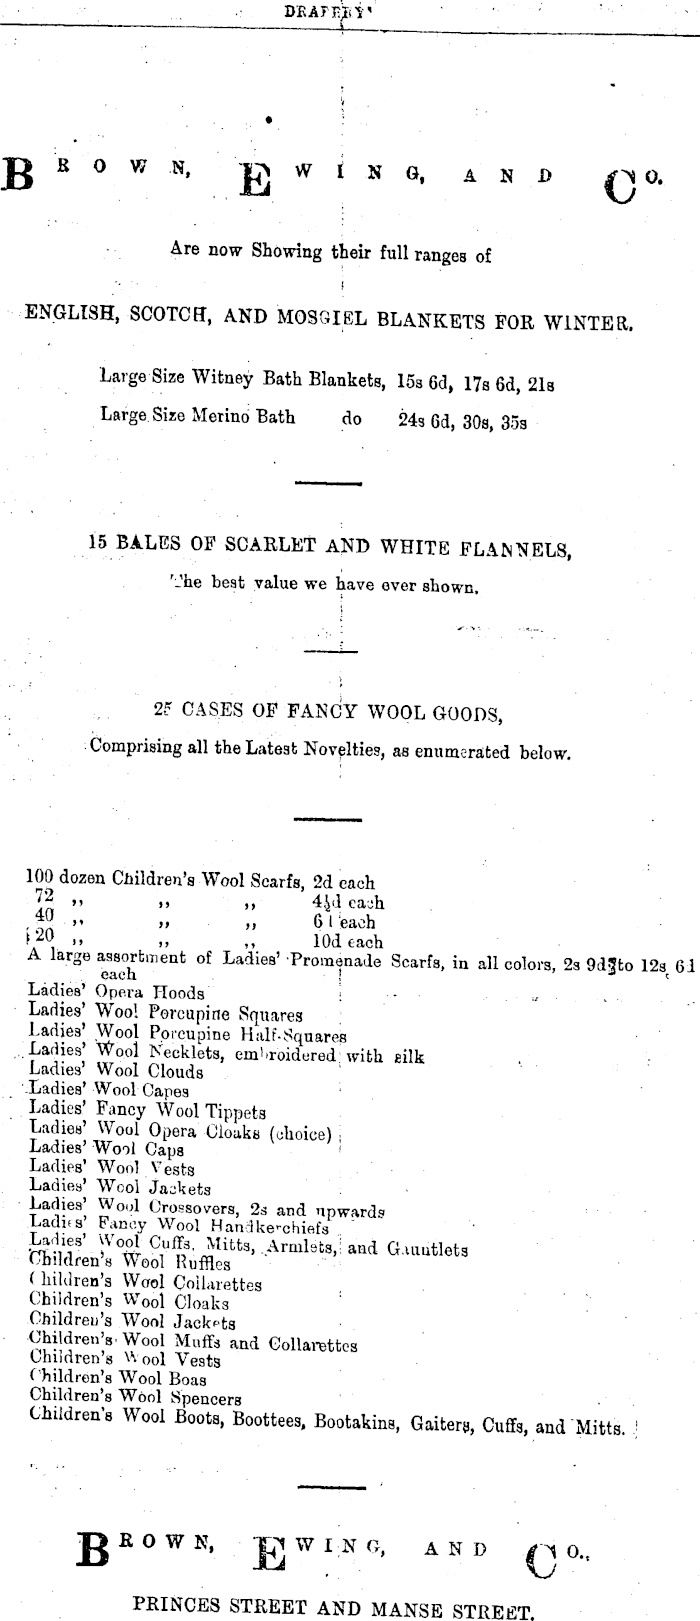 DRAPERY
BROWN, EWING, AND CO.
Are now Showing their full ranges of
ENGLISH, SCOTCH, AND MOSGIEL BLANKETS FOR WINTER.
Large Size Witney Bath Blankets, 15s 6d, 17s 6d, 21s
Large Size Merino Bath do 24s 6d, 30s, 35s
15 BALES OF SCARLET AND WHITE FLANNELS,
The best value we have ever shown.
25 CASES OF FANCY WOOL GOODS,
Comprising all the Latest Novelties, as enumerated below.
100 dozen Children's Wool Scarfs, 2d each
72 ,, ,, ,, 4½d each
40 ,, ,, ,, 6d each
20 ,, ,, ,, 10d each
A large assortment of Ladies' Promenade Scarfs, in all colors, 2s 9d to 12s 6d
each
Ladies' Opera Hoods
Ladies' Wool Porcupine Squares
Ladies' Wool Porcupine Half-Squares
Ladies' Wool Necklets, embroidered with silk
Ladies' Wool Clouds
Ladies' Wool Capes
Ladies' Fancy Wool Tippets
Ladies' Wool Opera Cloaks (choice)
Ladies' Wool Caps
Ladies' Wool Vests
Ladies' Wool Jackets
Ladies' Wool Crossovers, 2s and upwards
Ladies' Fancy Wool Handkerchiefs
Ladies' Wool Cuffs, Mitts, Armlets, and Gauntlets
Children's Wool Ruffles
Children's Wool Collarettes
Children's Wool Cloaks
Children's Wool Jackets
Children's Wool Muffs and Collarettes
Children's Wool Vests
Children's Wool Boas
Children's Wool Spencers
Children's Wool Boots, Boottees, Bootakins, Gaiters, Cuffs, and Mitts.
BROWN, EWING, AND CO.,
PRINCES STREET AND MANSE STREET.